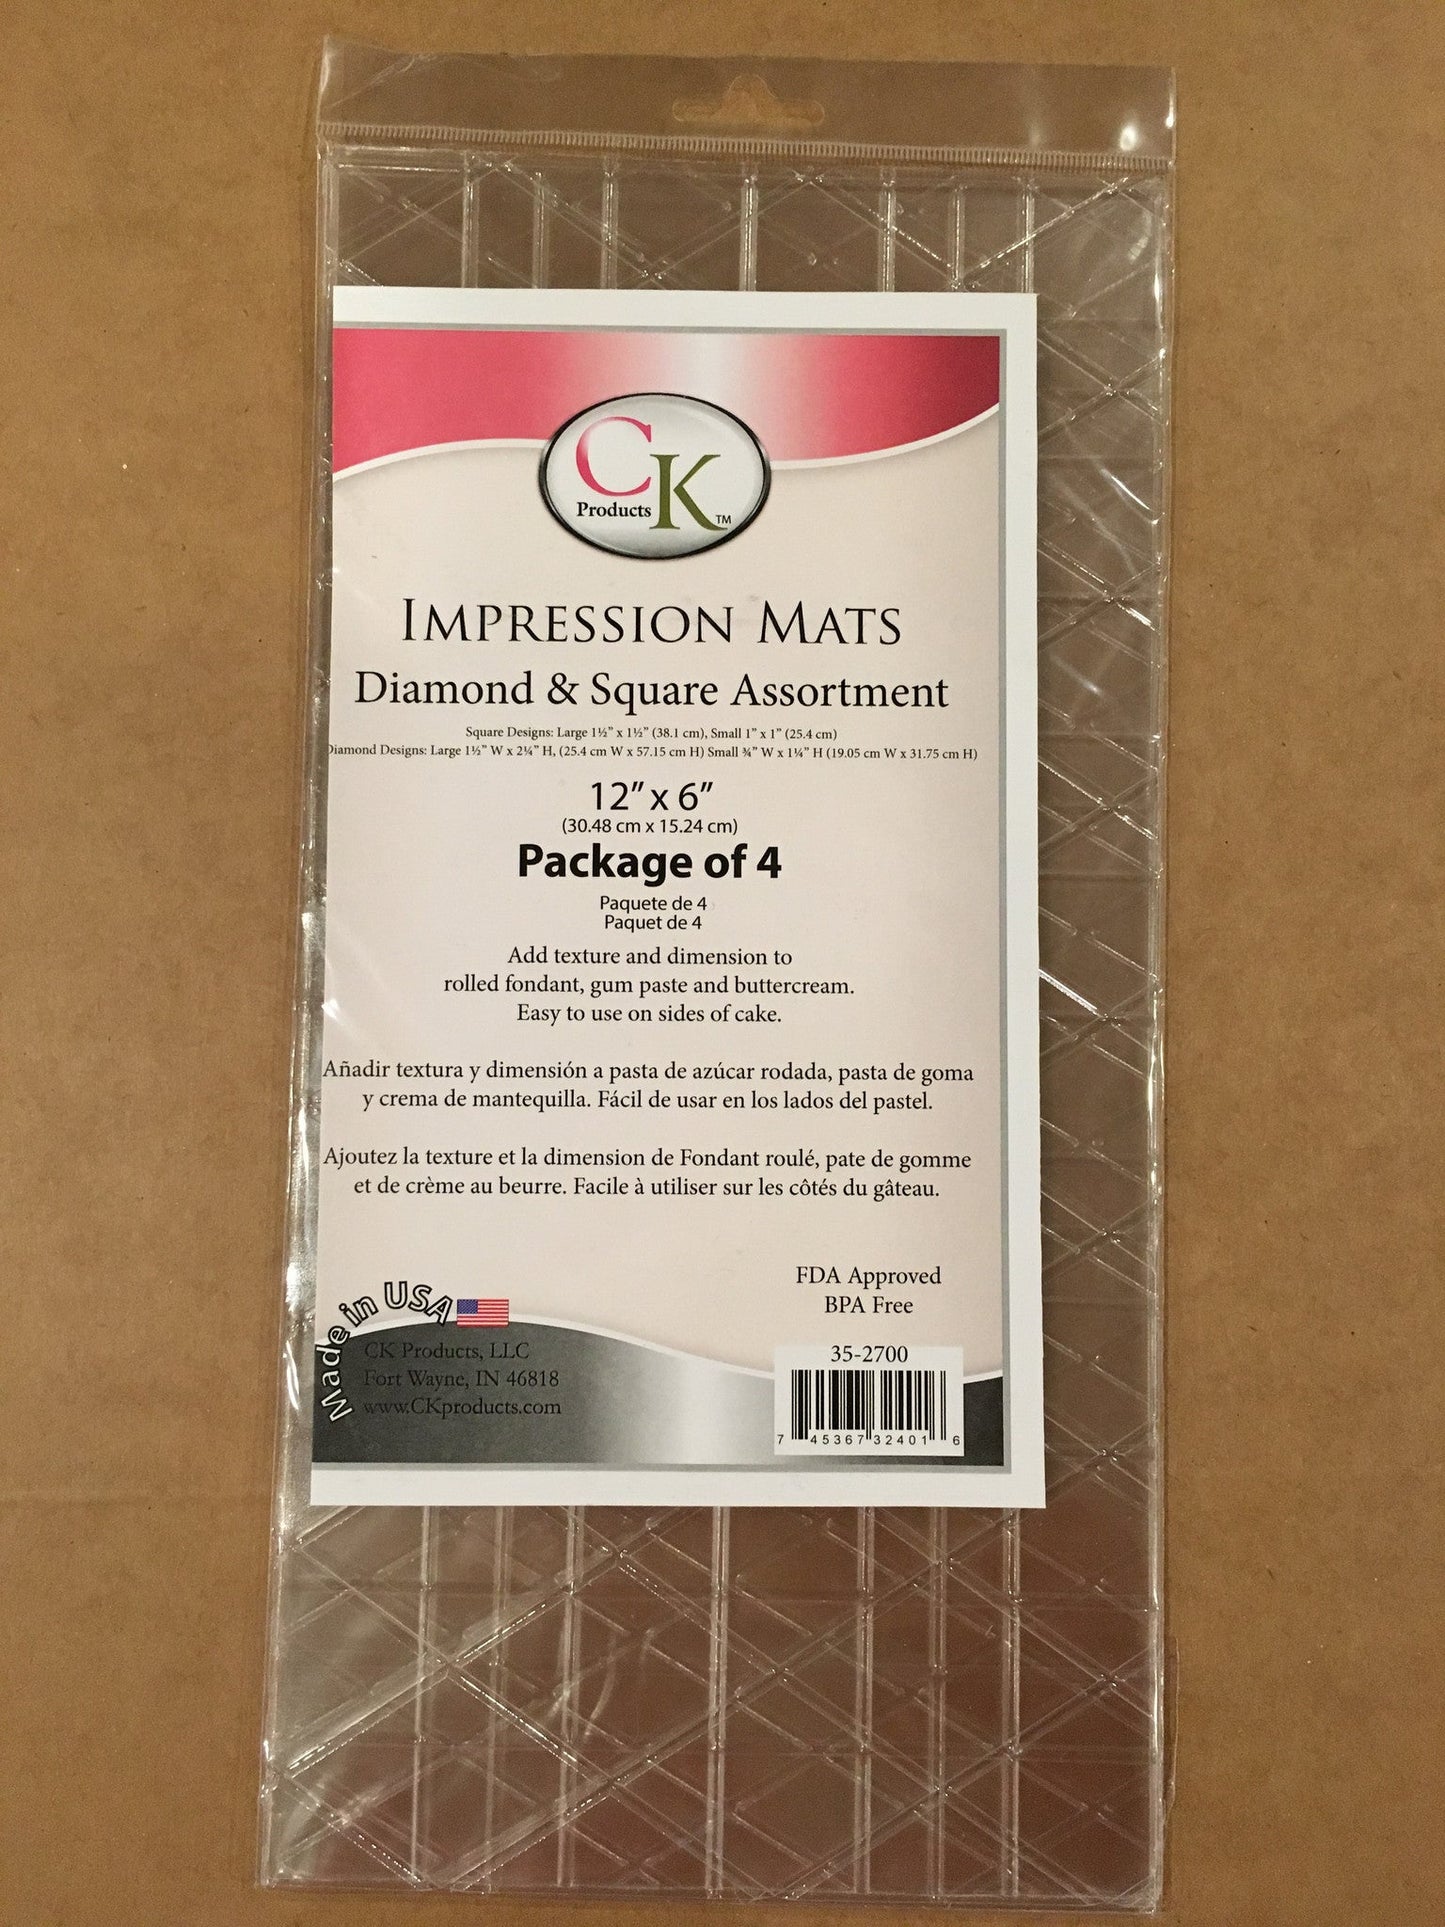 CK
Products
TM
IMPRESSION MATS
Diamond & Square Assortment
Square Designs: Large 1½” x 1½” (38.1 cm), Small 1” x 1” (25.4 cm)
Diamond Designs: Large 1½” W x 2¼” H, (25.4 cm W x 57.15 cm H) Small ¾” W x 1¼” H (19.05 cm W x 31.75 cm H)
12” x 6”
(30.48 cm x 15.24 cm)
Package of 4
Paquete de 4
Paquet de 4
Add texture and dimension to
rolled fondant, gum paste and buttercream.
Easy to use on sides of cake.
Añadir textura y dimensión a pasta de azúcar rodada, pasta de goma
y crema de mantequilla. Fácil de usar en los lados del pastel.
Ajoutez la texture et la dimension de Fondant roulé, pate de gomme
et de crème au beurre. Facile à utiliser sur les côtés du gâteau.
FDA Approved
BPA Free
Made in USA
CK Products, LLC
Fort Wayne, IN 46818
www.CKproducts.com
35-2700
7 45367 32401 6